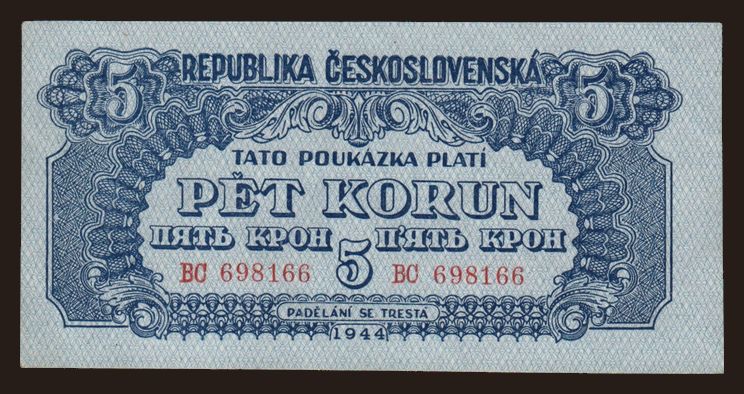 5 REPUBLIKA ČESKOSLOVENSKÁ 5
TATO POUKÁZKA PLATÍ
PĚT KORUN
ПЯТЬ КРОН П'ЯТЬ КРОН
BC 698166 5 BC 698166
PADĚLÁNÍ SE TRESTÁ
1944